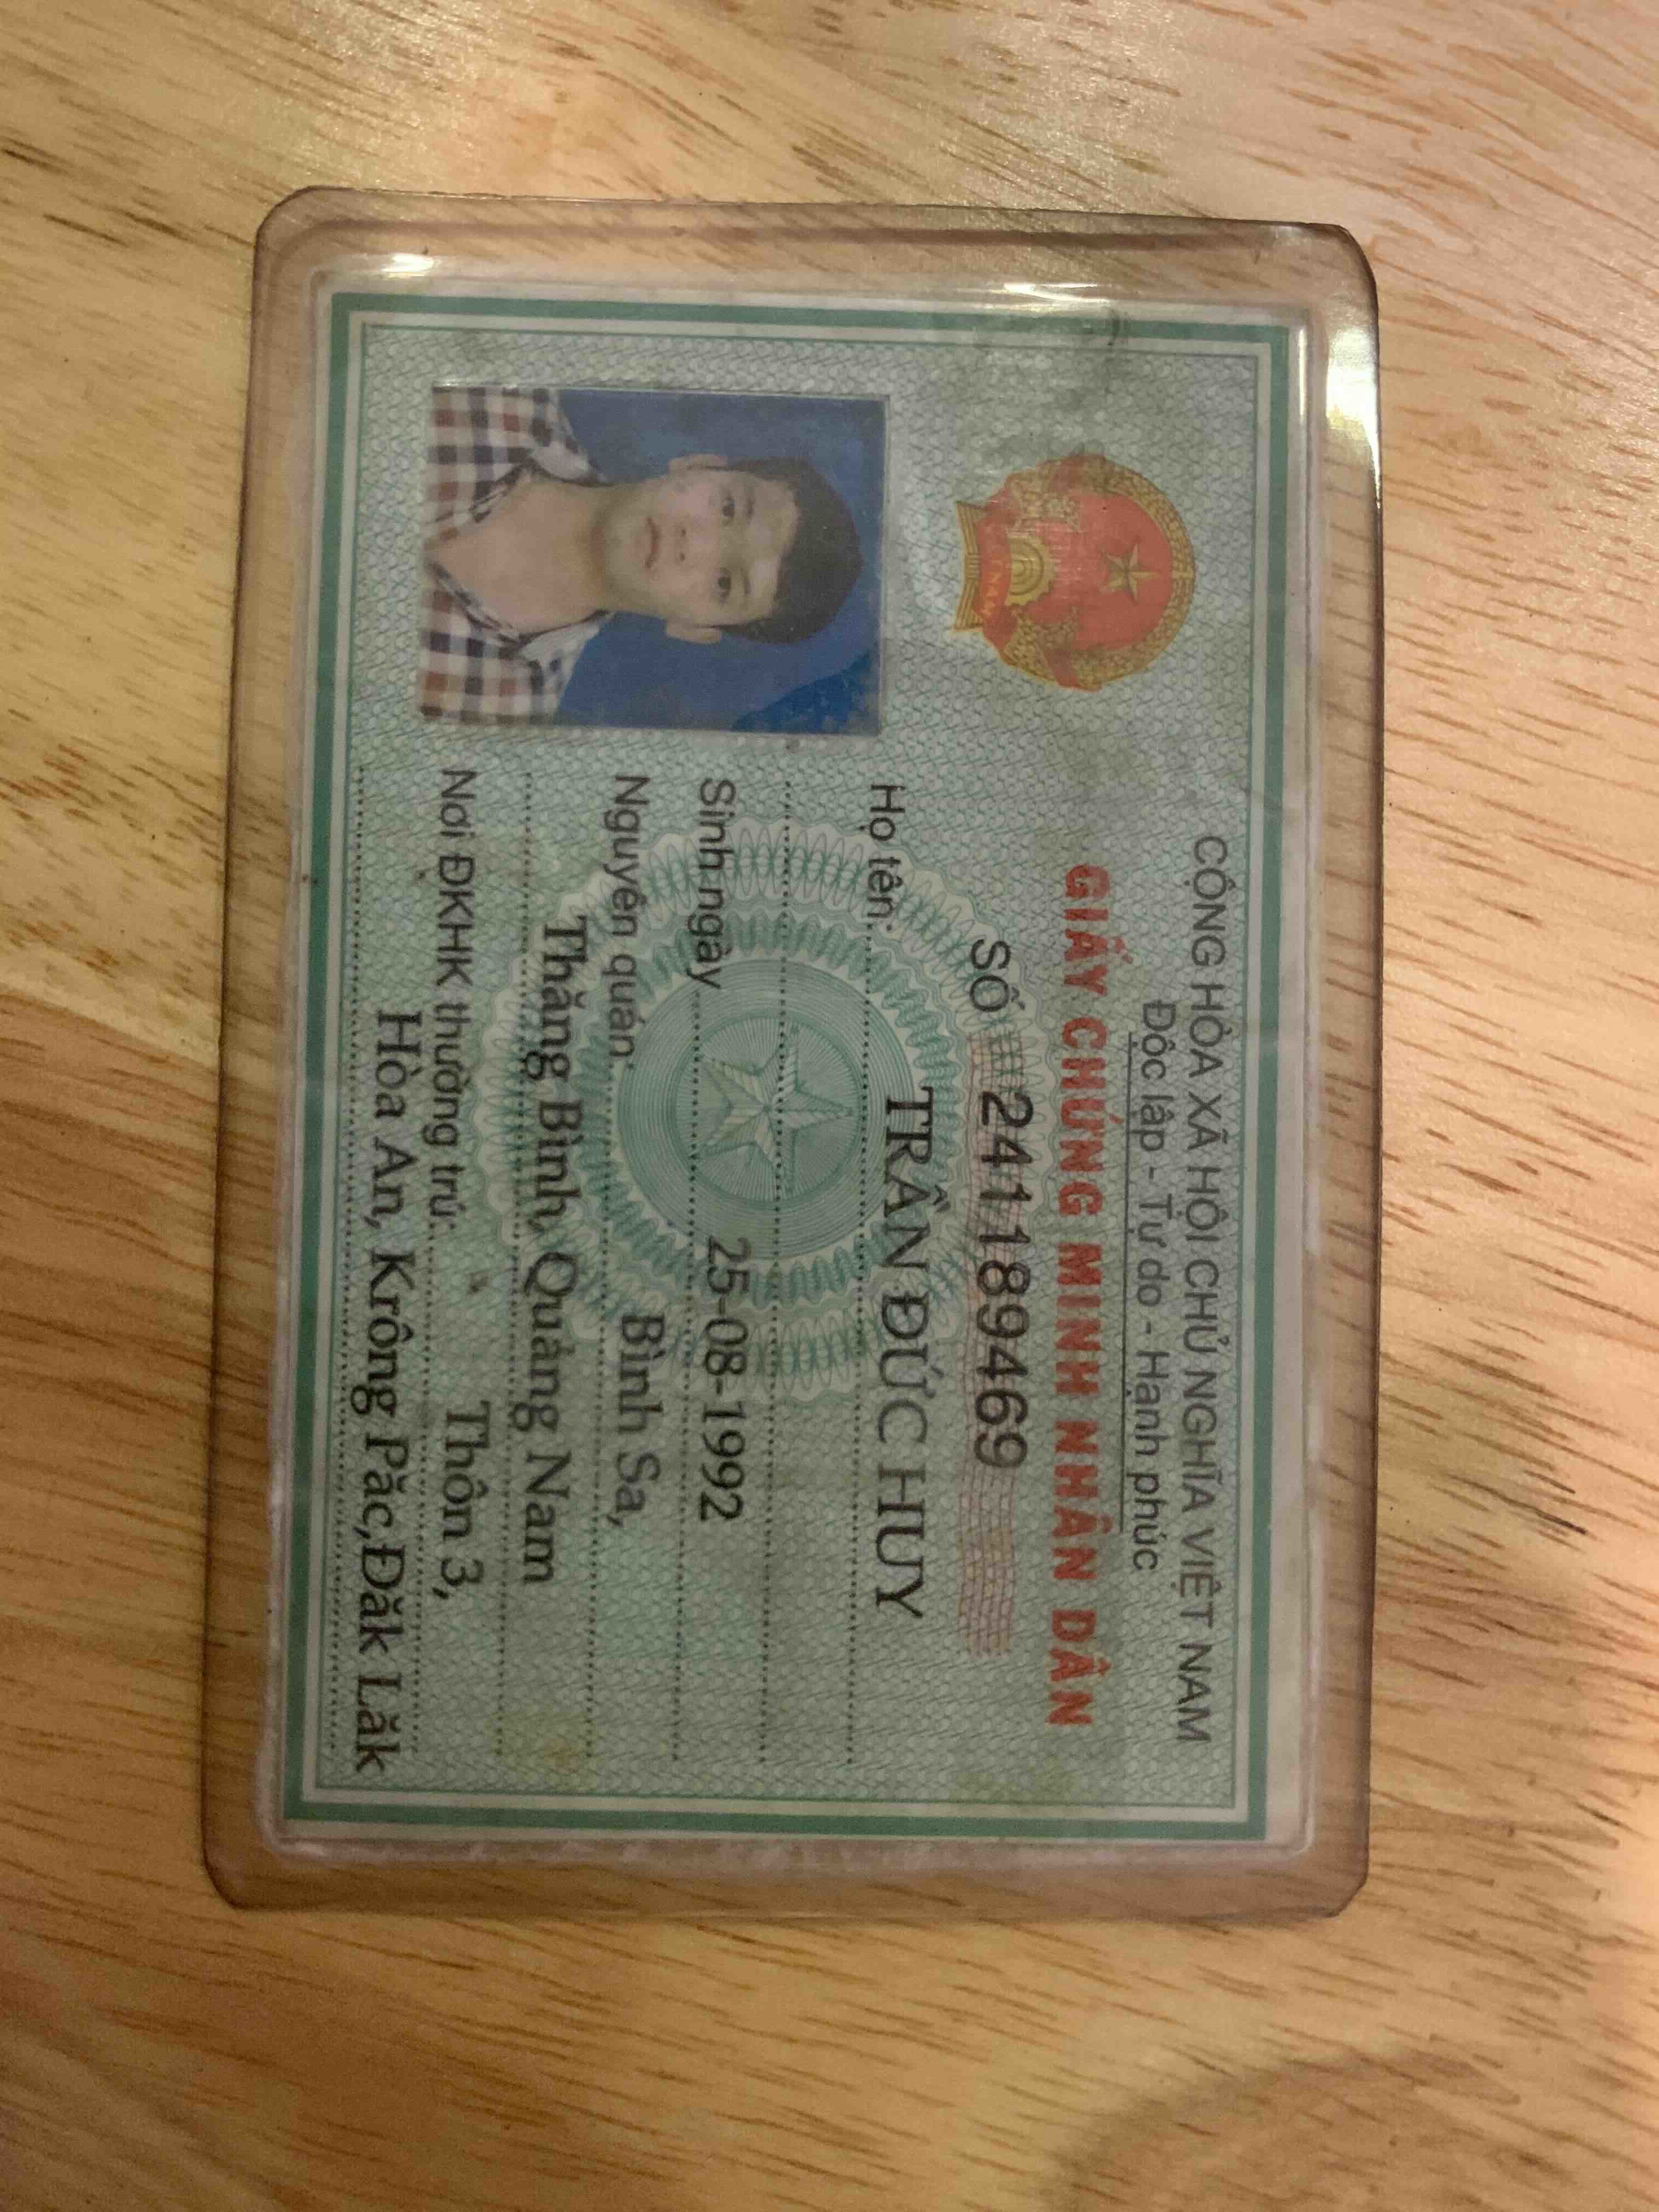 CỘNG HÒA XÃ HỘI CHỦ NGHĨA VIỆT NAM
Độc lập - Tự do - Hạnh phúc
GIẤY CHỨNG MINH NHÂN DÂN
SỐ 241189469
Họ tên: TRẦN ĐỨC HUY
Sinh ngày 25-08-1992
Nguyên quán: Bình Sa,
Thăng Bình, Quảng Nam
Nơi ĐKHK thường trú: Thôn 3,
Hòa An, Krông Păc,Đăk Lăk